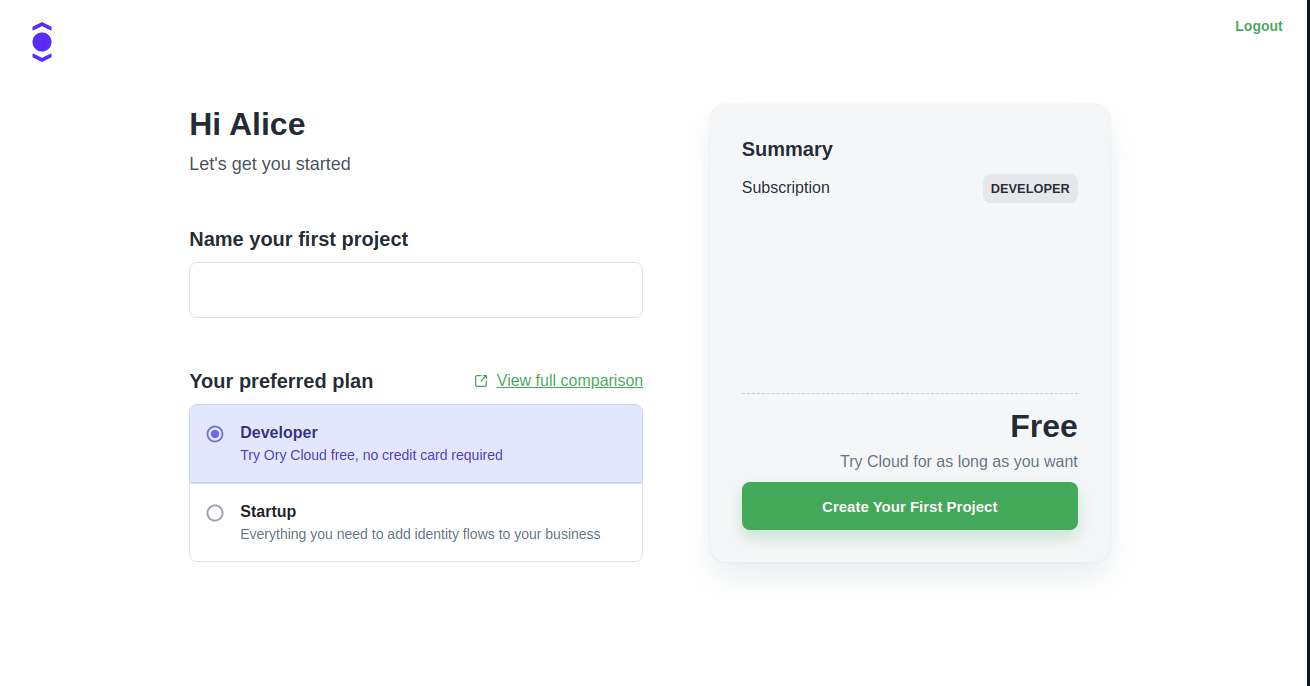 Logout
Hi Alice
Let's get you started
Name your first project
Your preferred plan
View full comparison
Developer
Try Ory Cloud free, no credit card required
Startup
Everything you need to add identity flows to your business
Summary
Subscription
DEVELOPER
Free
Try Cloud for as long as you want
Create Your First Project